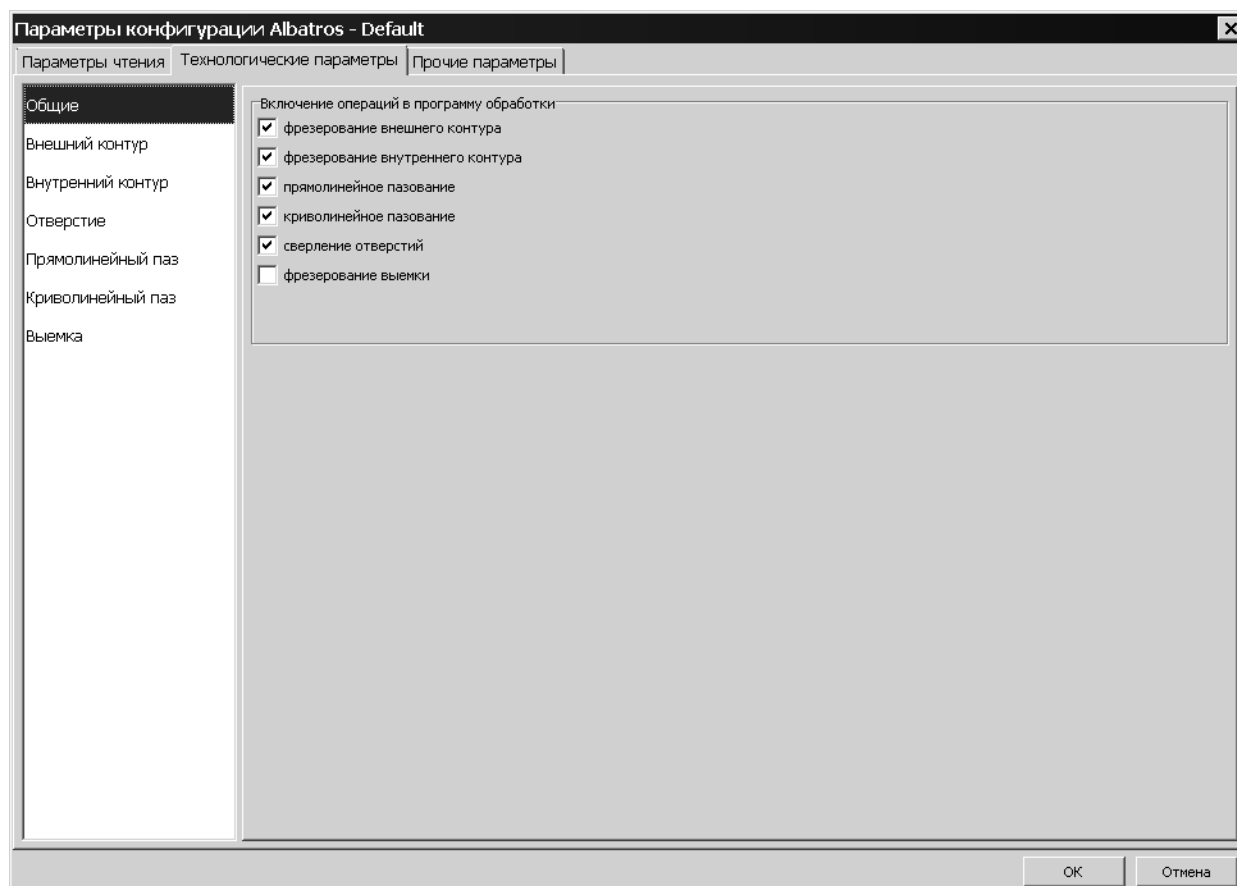 Параметры конфигурации Albatros - Default
Параметры чтения Технологические параметры Прочие параметры
Общие
Внешний контур
Внутренний контур
Отверстие
Прямолинейный паз
Криволинейный паз
Выемка
Включение операций в программу обработки
фрезерование внешнего контура
фрезерование внутреннего контура
прямолинейное пазование
криволинейное пазование
сверление отверстий
фрезерование выемки
ОК Отмена